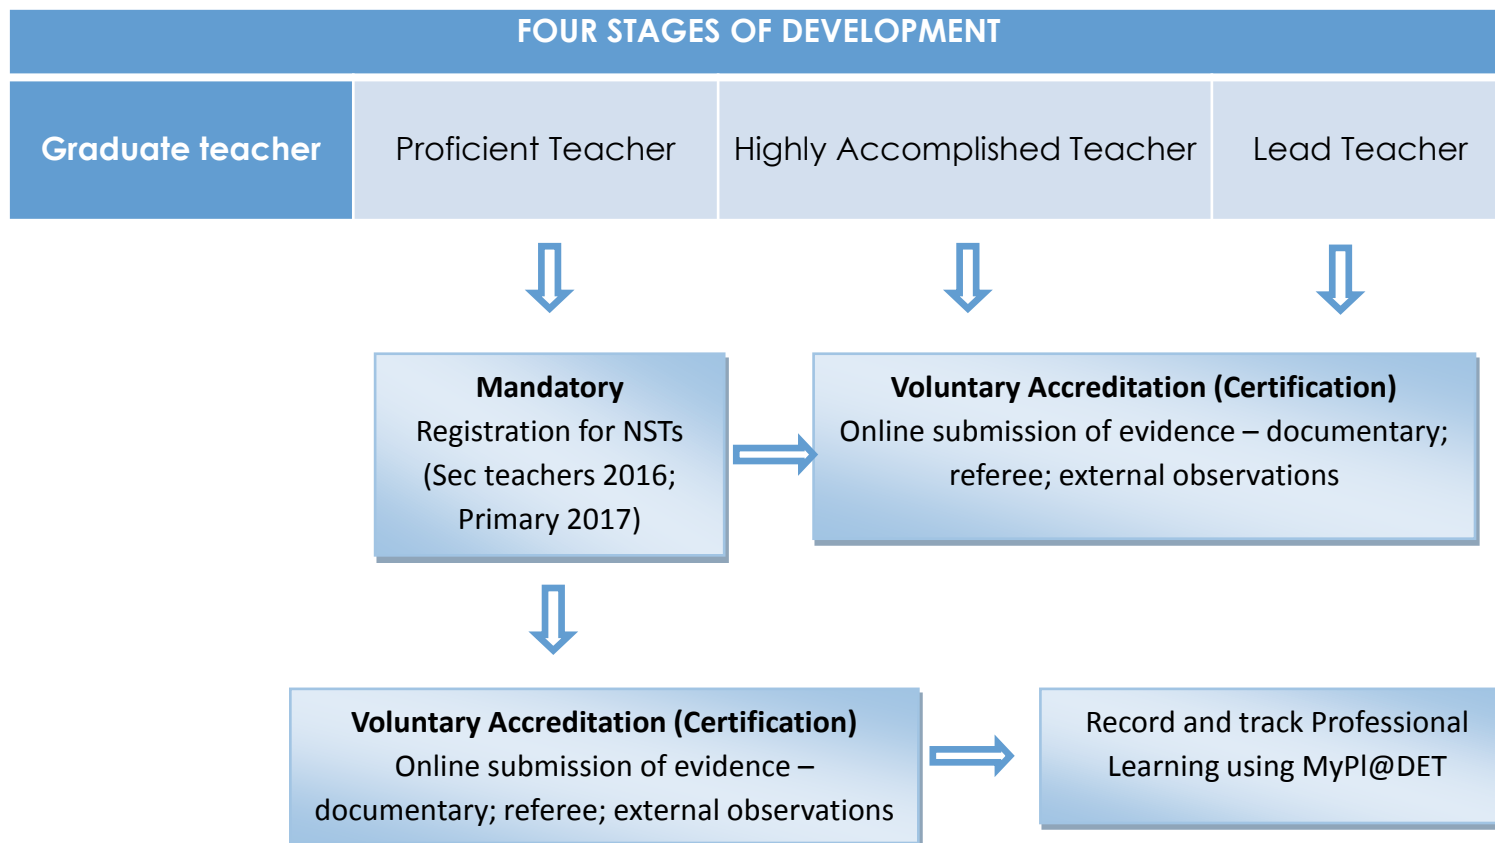 FOUR STAGES OF DEVELOPMENT
Graduate teacher
Proficient Teacher
Highly Accomplished Teacher
Lead Teacher
Mandatory
Registration for NSTs
(Sec teachers 2016;
Primary 2017)
Voluntary Accreditation (Certification)
Online submission of evidence – documentary;
referee; external observations
Voluntary Accreditation (Certification)
Online submission of evidence –
documentary; referee; external observations
Record and track Professional
Learning using MyPl@DET